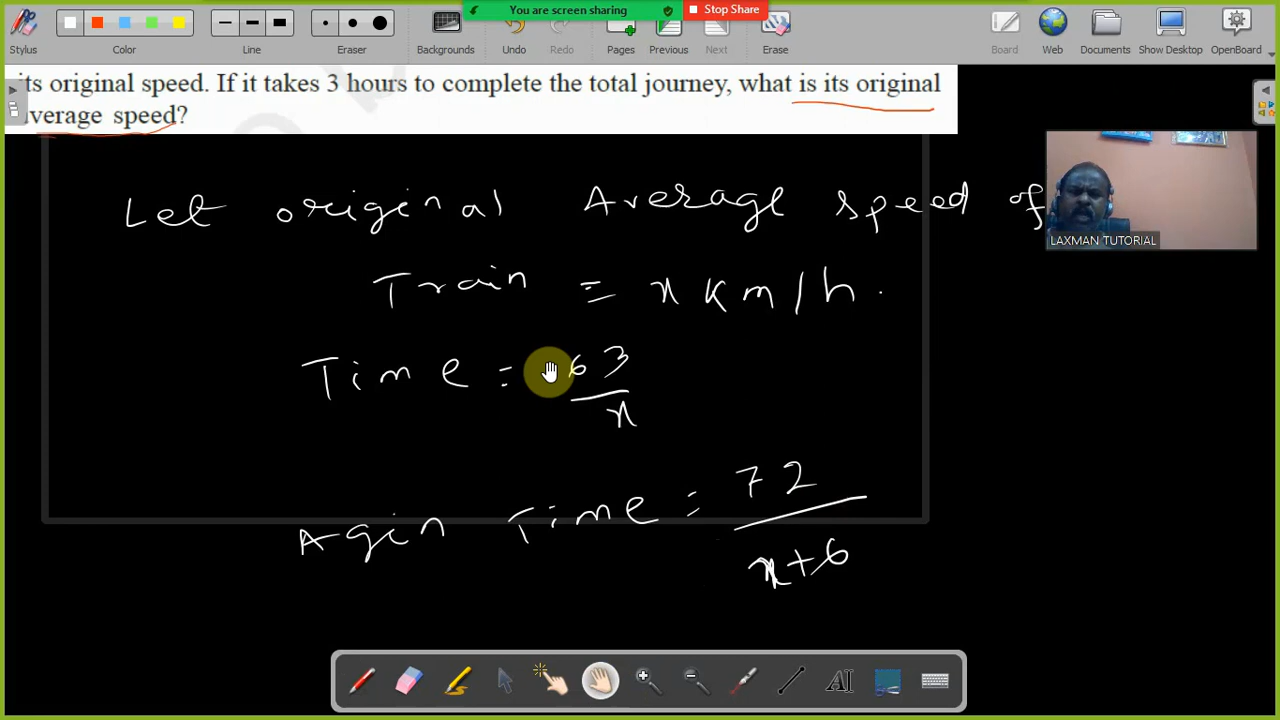 You are screen sharing Stop Share
Stylus Color Line Eraser Backgrounds Undo Redo Pages Previous Next Erase Board Web Documents Show Desktop OpenBoard
its original speed. If it takes 3 hours to complete the total journey, what is its original
average speed?
Let original Average speed of
Train = x km/h.
Time = 63/x
Agin Time = 72/x+6
LAXMAN TUTORIAL